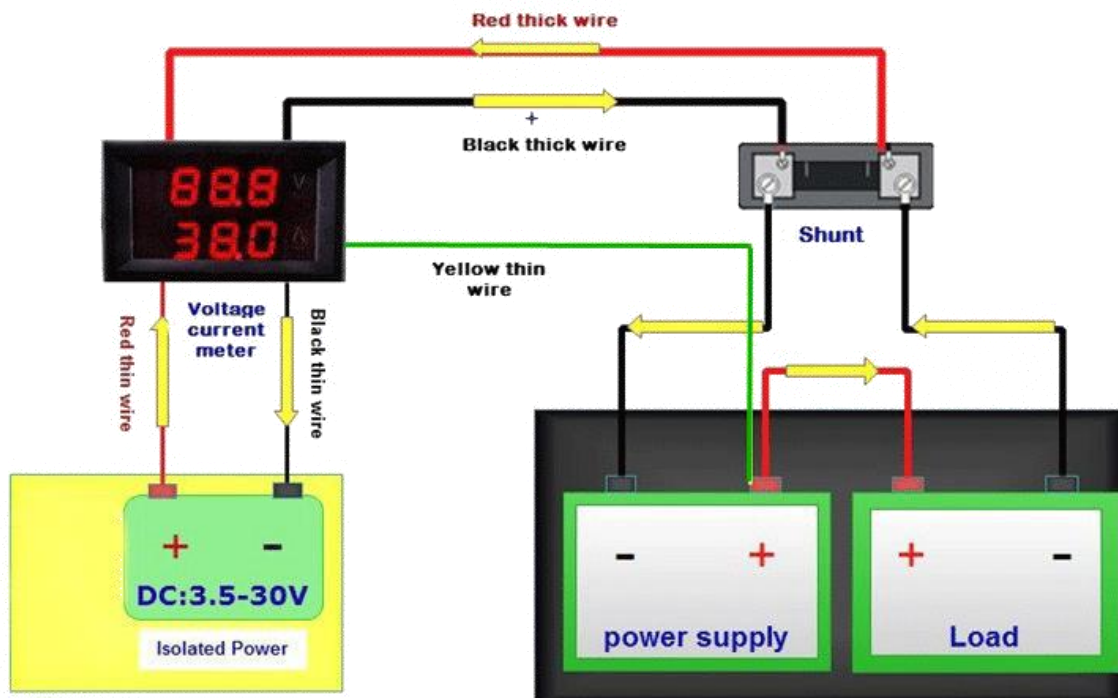 Red thick wire
+
Black thick wire
88.8 V
38.0 A
Shunt
Yellow thin
wire
Voltage
current
meter
Red thin wire
Black thin wire
+ -
DC:3.5-30V
Isolated Power
- +
power supply
+ -
Load